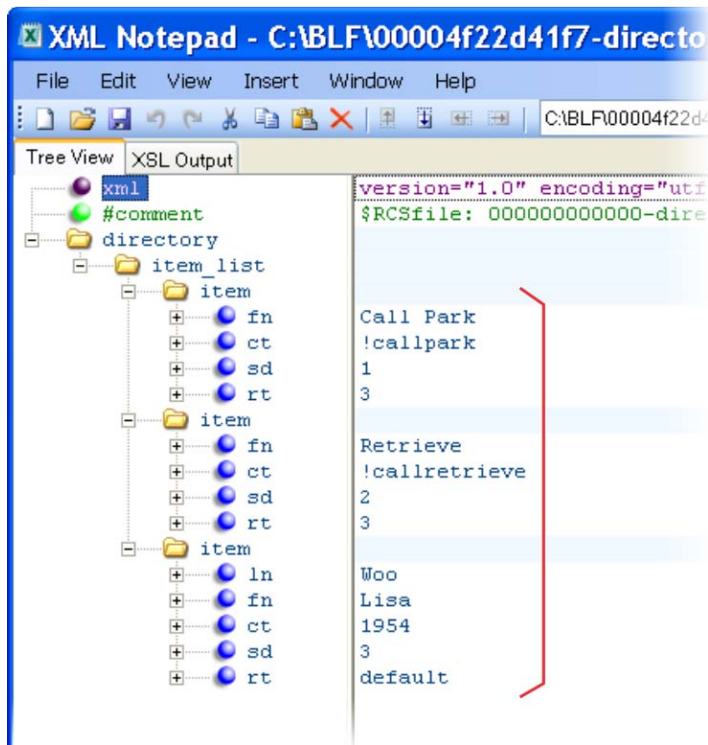 XML Notepad - C:\BLF\00004f22d41f7-directo
File Edit View Insert Window Help
C:\BLF\00004f22d4
Tree View XSL Output
xml version="1.0" encoding="utf
#comment $RCSfile: 000000000000-dire
directory
item_list
item
fn Call Park
ct !callpark
sd 1
rt 3
item
fn Retrieve
ct !callretrieve
sd 2
rt 3
item
ln Woo
fn Lisa
ct 1954
sd 3
rt default